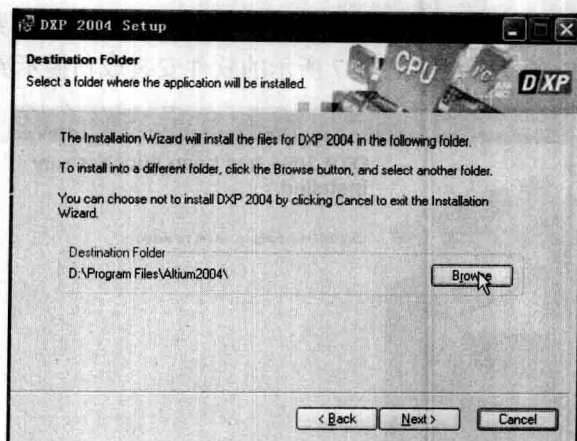 DXP 2004 Setup
Destination Folder
Select a folder where the application will be installed.
CPU
DXP
The Installation Wizard will install the files for DXP 2004 in the following folder.
To install into a different folder, click the Browse button, and select another folder.
You can choose not to install DXP 2004 by clicking Cancel to exit the Installation
Wizard.
Destination Folder
D:\Program Files\Altium2004\
Browse
< Back
Next >
Cancel